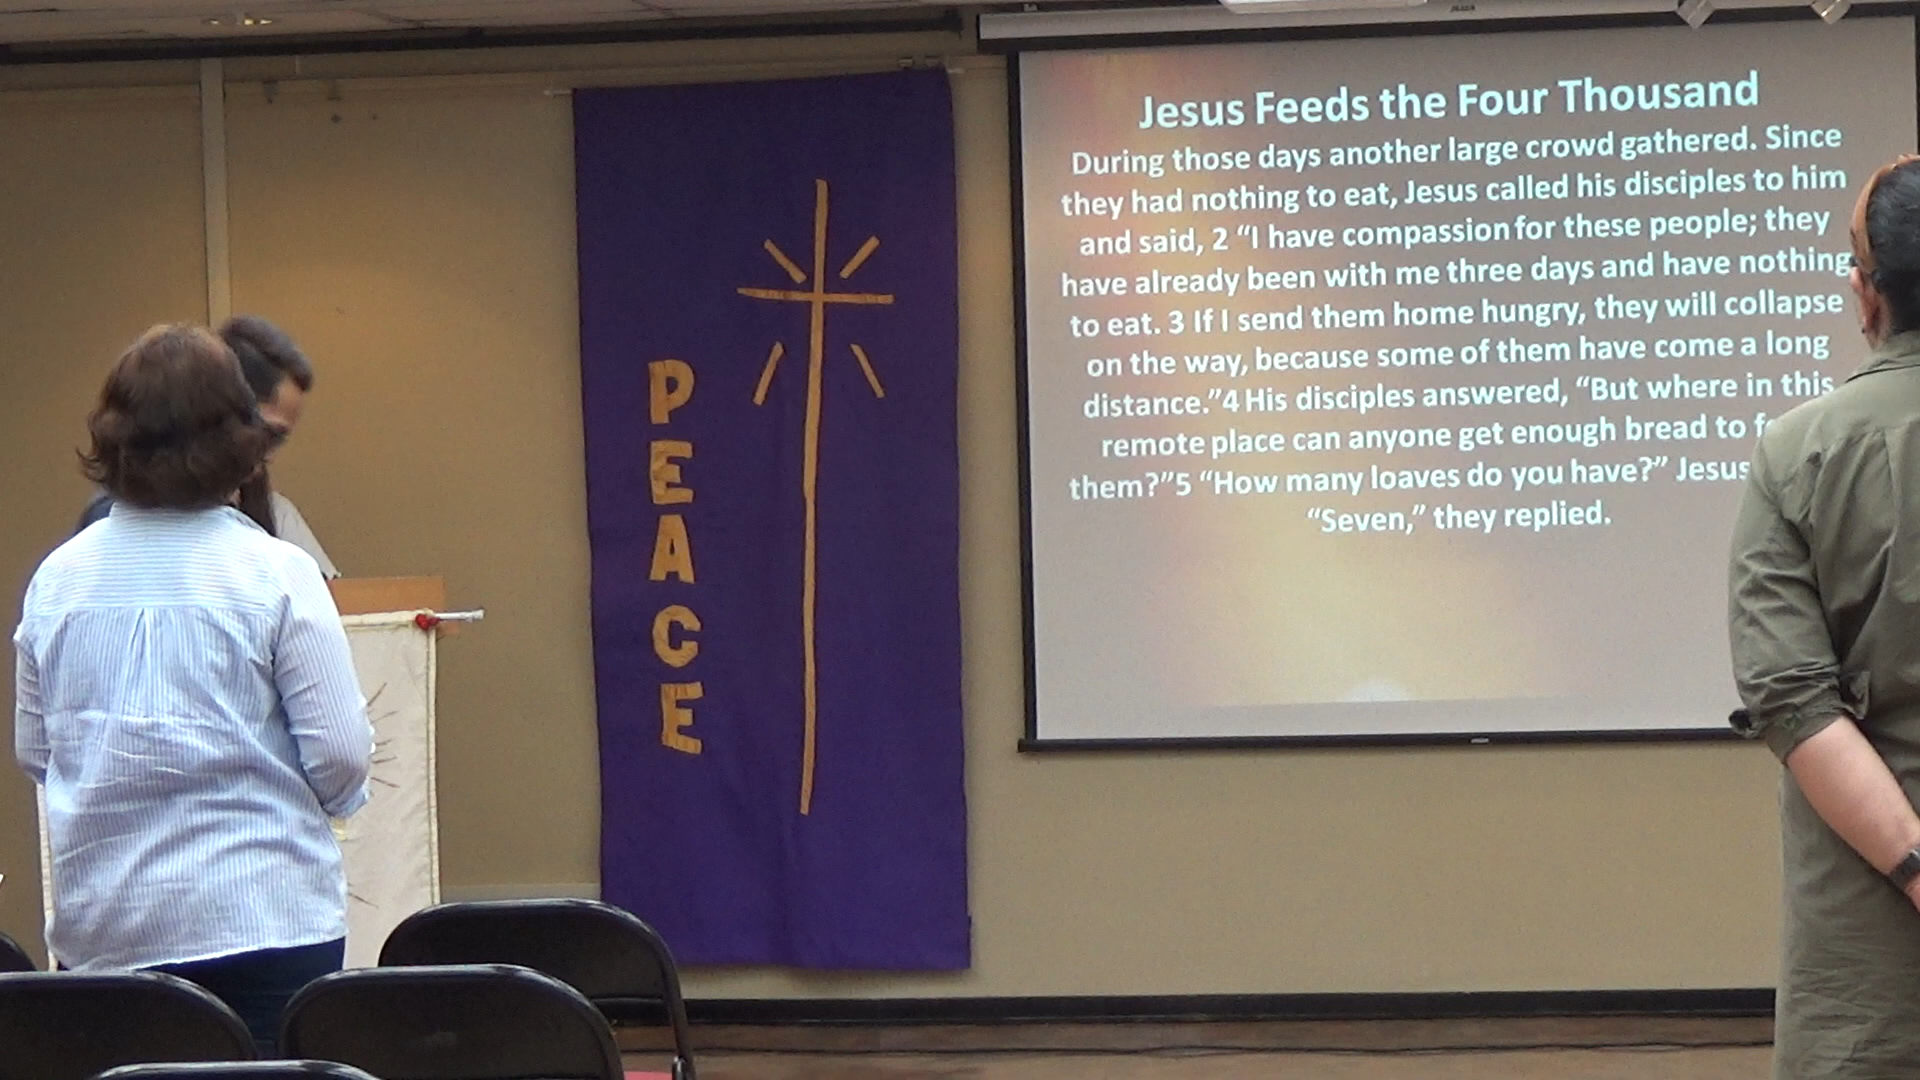 PEACE
Jesus Feeds the Four Thousand
During those days another large crowd gathered. Since
they had nothing to eat, Jesus called his disciples to him
and said, 2 “I have compassion for these people; they
have already been with me three days and have nothing
to eat. 3 If I send them home hungry, they will collapse
on the way, because some of them have come a long
distance.”4 His disciples answered, “But where in this
remote place can anyone get enough bread to
them?”5 “How many loaves do you have?” Jesus
“Seven,” they replied.